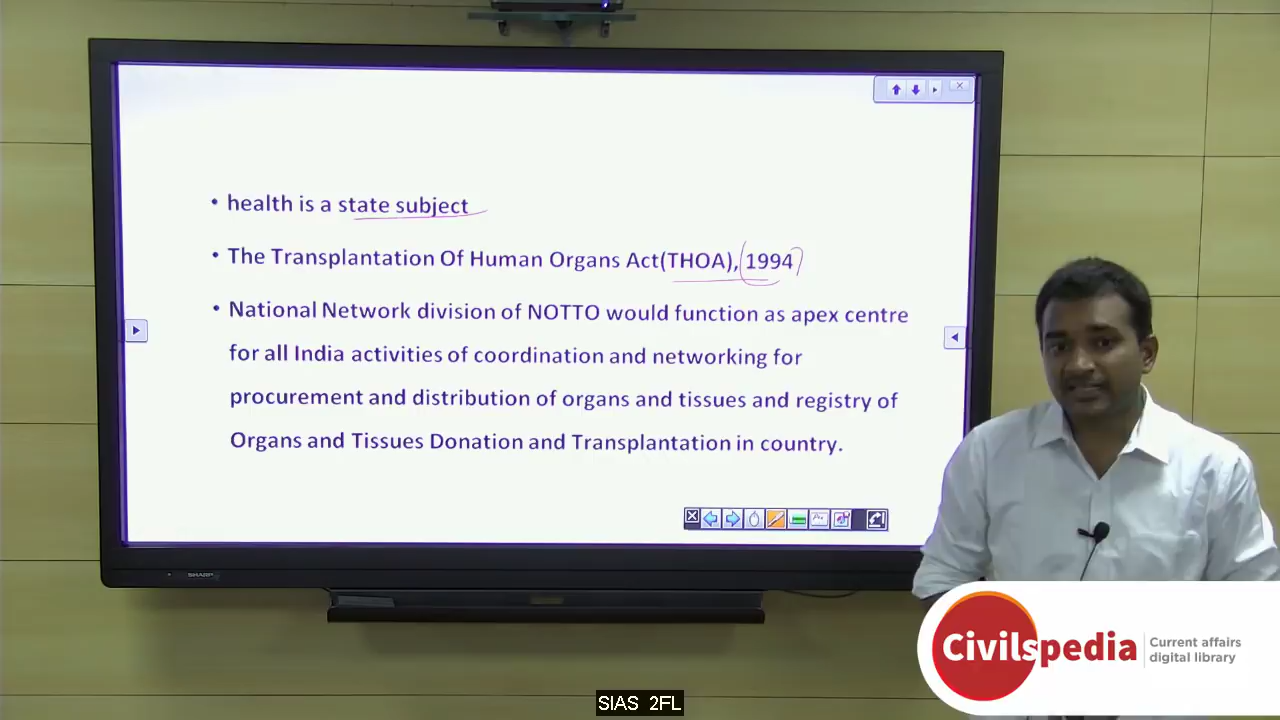 • health is a state subject
• The Transplantation Of Human Organs Act(THOA), 1994
• National Network division of NOTTO would function as apex centre
for all India activities of coordination and networking for
procurement and distribution of organs and tissues and registry of
Organs and Tissues Donation and Transplantation in country.
SHARP
Civilspedia
Current affairs
digital library
SIAS 2FL